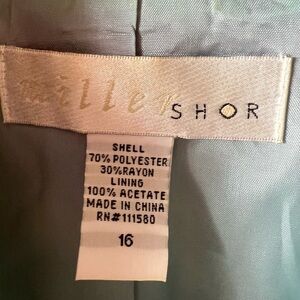 miller SHOR
SHELL
70% POLYESTER
30%RAYON
LINING
100% ACETATE
MADE IN CHINA
RN#111580
16